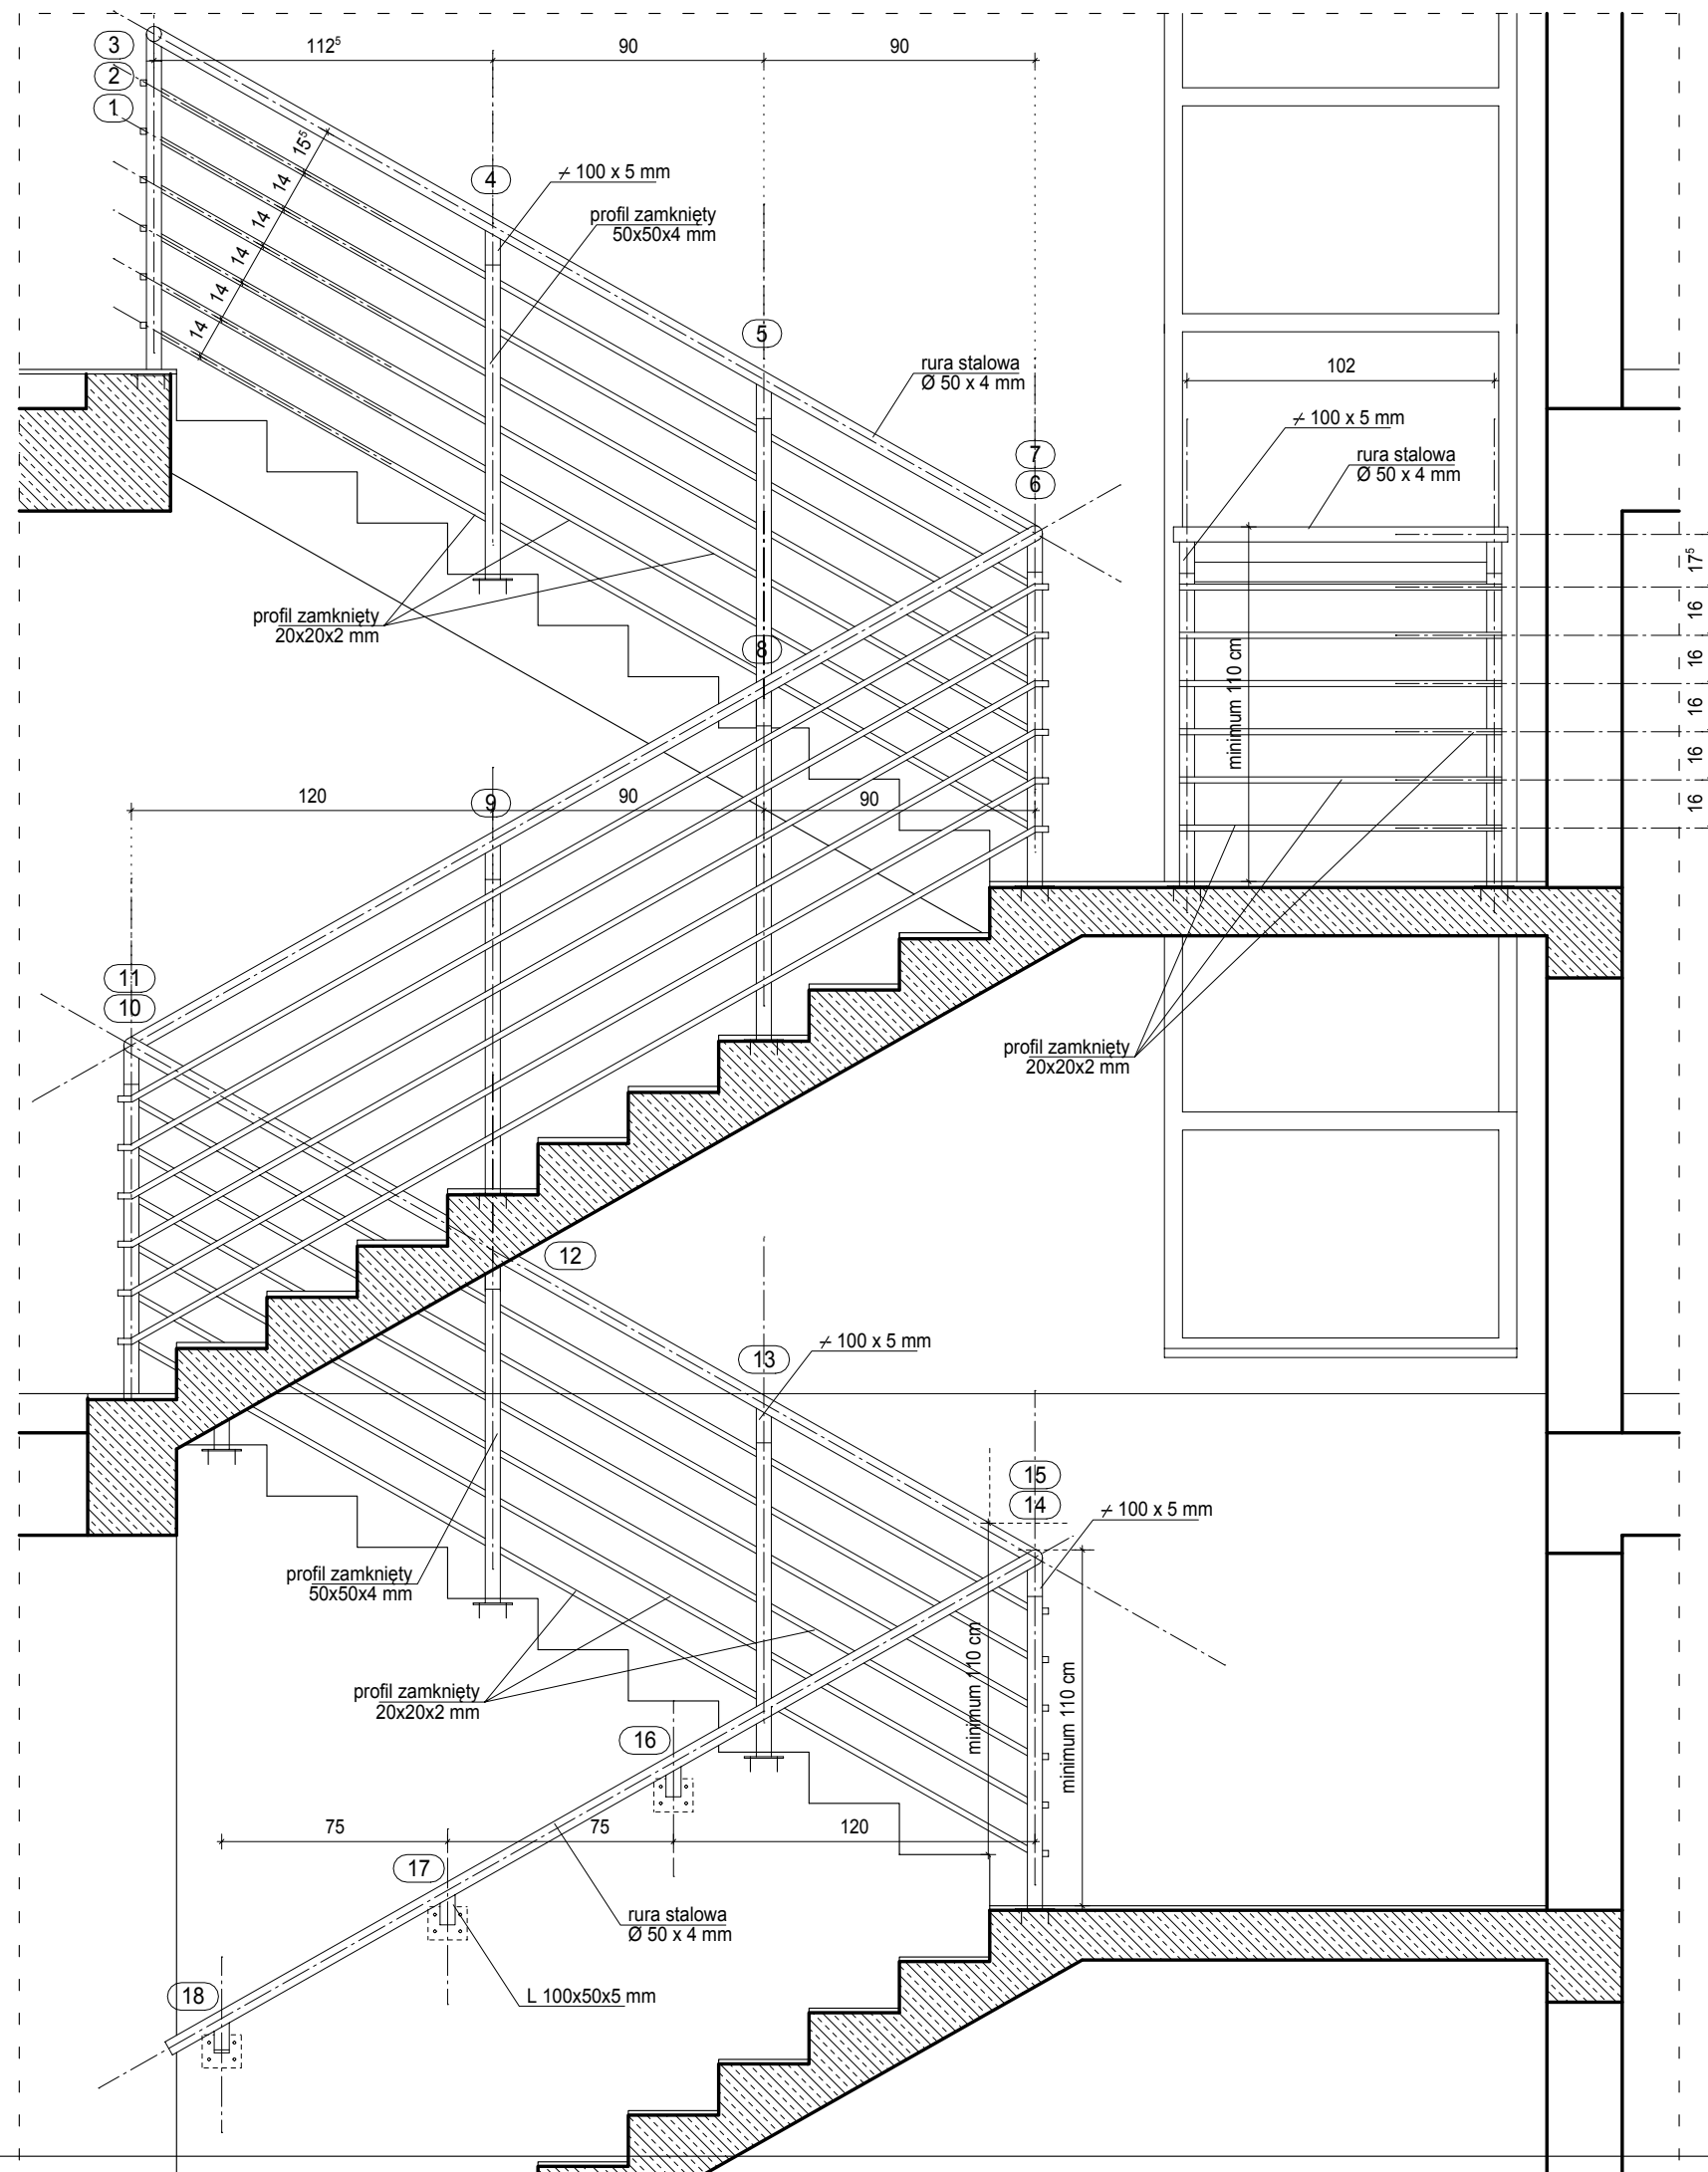 112⁵
90
90
3
2
1
15⁵
14
14
14
14
14
4
≠ 100 x 5 mm
profil zamknięty
50x50x4 mm
5
rura stalowa
Ø 50 x 4 mm
102
≠ 100 x 5 mm
rura stalowa
Ø 50 x 4 mm
7
6
17⁵
16
16
16
16
16
minimum 110 cm
profil zamknięty
20x20x2 mm
8
120
9
90
90
11
10
profil zamknięty
20x20x2 mm
12
13
≠ 100 x 5 mm
15
14
≠ 100 x 5 mm
profil zamknięty
50x50x4 mm
profil zamknięty
20x20x2 mm
minimum 110 cm
minimum 110 cm
16
75
75
120
17
rura stalowa
Ø 50 x 4 mm
18
L 100x50x5 mm